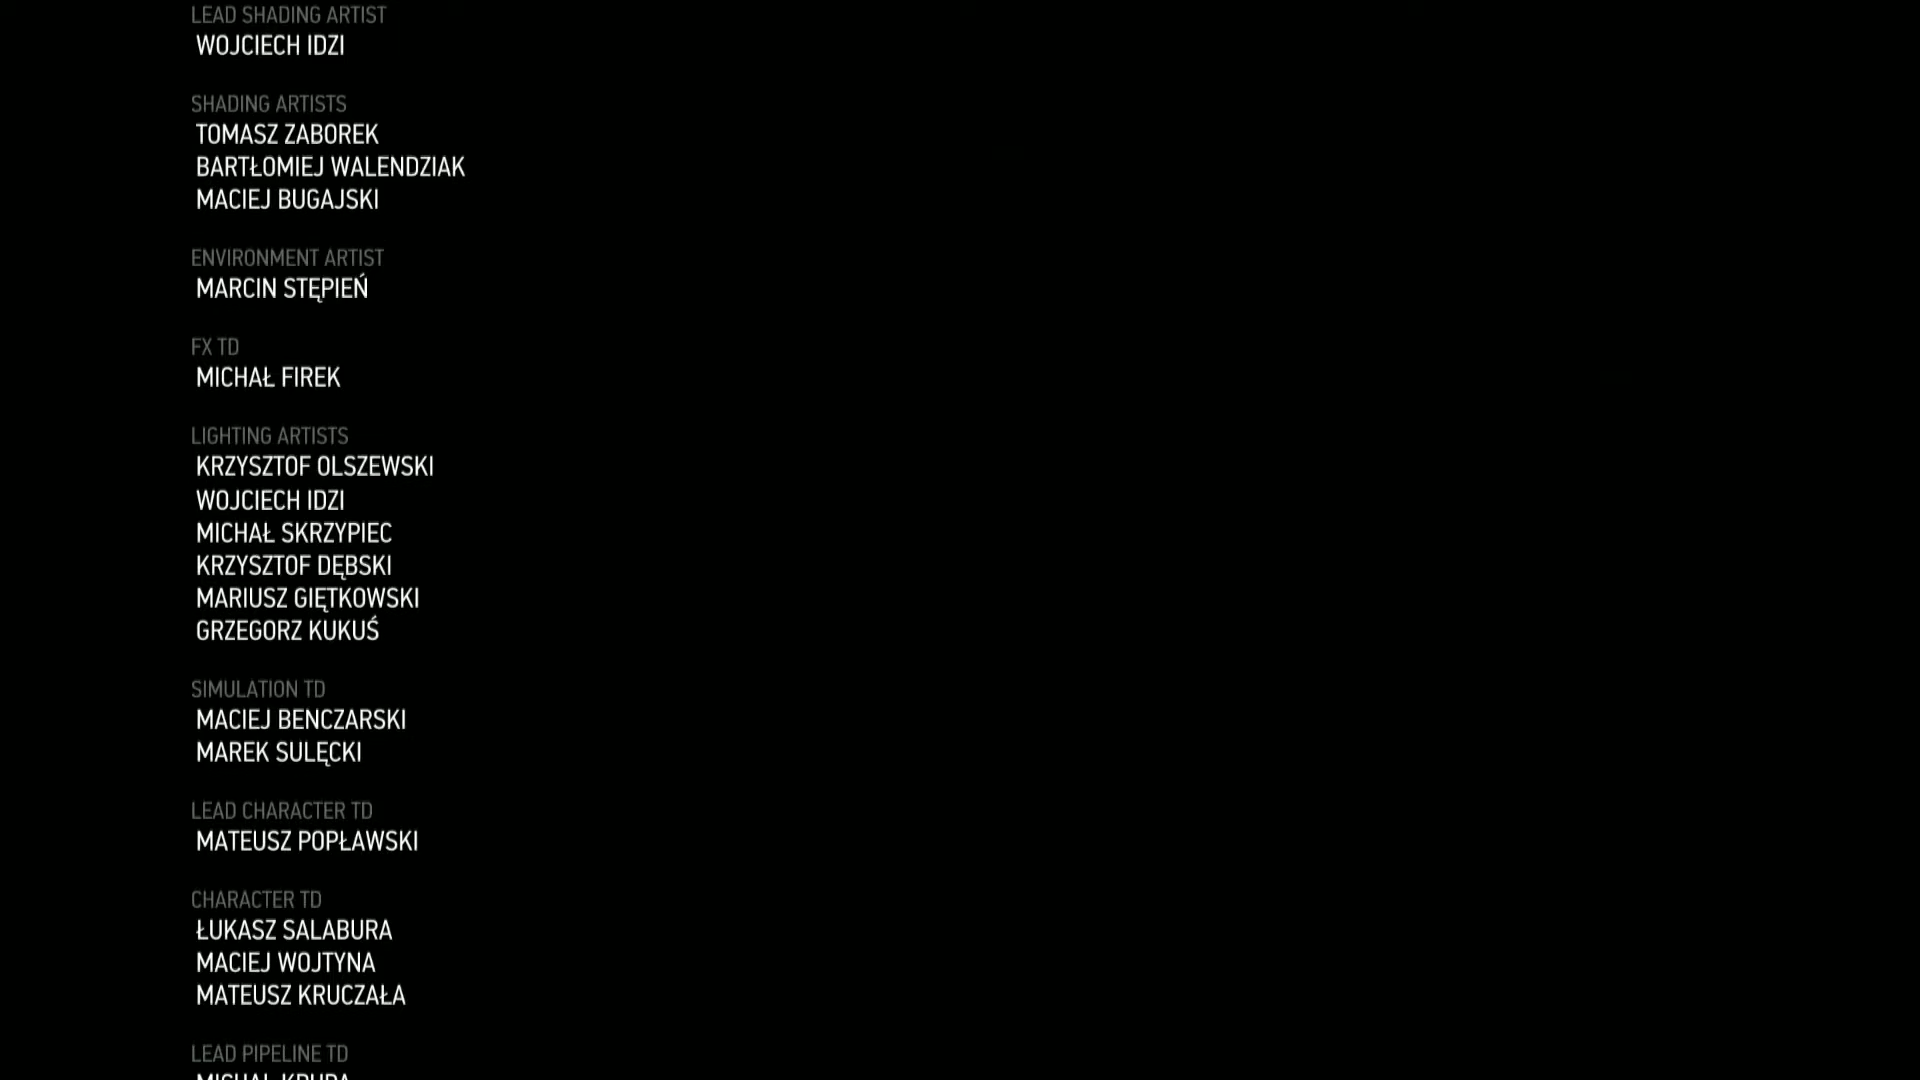 LEAD SHADING ARTIST
WOJCIECH IDZI
SHADING ARTISTS
TOMASZ ZABOREK
BARTŁOMIEJ WALENDZIAK
MACIEJ BUGAJSKI
ENVIRONMENT ARTIST
MARCIN STĘPIEŃ
FX TD
MICHAŁ FIREK
LIGHTING ARTISTS
KRZYSZTOF OLSZEWSKI
WOJCIECH IDZI
MICHAŁ SKRZYPIEC
KRZYSZTOF DĘBSKI
MARIUSZ GIĘTKOWSKI
GRZEGORZ KUKUŚ
SIMULATION TD
MACIEJ BENCZARSKI
MAREK SULĘCKI
LEAD CHARACTER TD
MATEUSZ POPŁAWSKI
CHARACTER TD
ŁUKASZ SALABURA
MACIEJ WOJTYNA
MATEUSZ KRUCZAŁA
LEAD PIPELINE TD